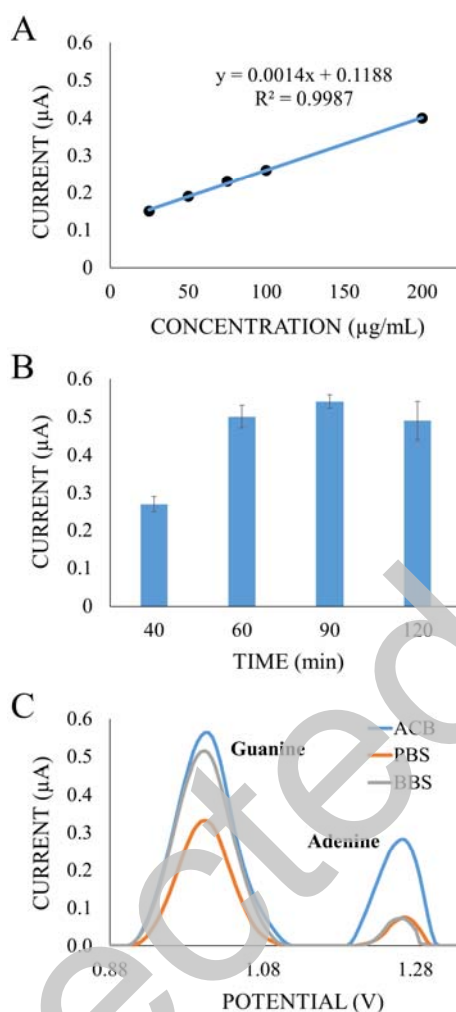 A
y = 0.0014x + 0.1188
R² = 0.9987
CURRENT (µA)
0.6
0.5
0.4
0.3
0.2
0.1
0
0 50 100 150 200
CONCENTRATION (µg/mL)
B
CURRENT (µA)
0.6
0.5
0.4
0.3
0.2
0.1
0
40 60 90 120
TIME (min)
C
CURRENT (µA)
0.6
0.5
0.4
0.3
0.2
0.1
0.0
Guanine
Adenine
ACB
PBS
BBS
0.88 1.08 1.28
POTENTIAL (V)
ected